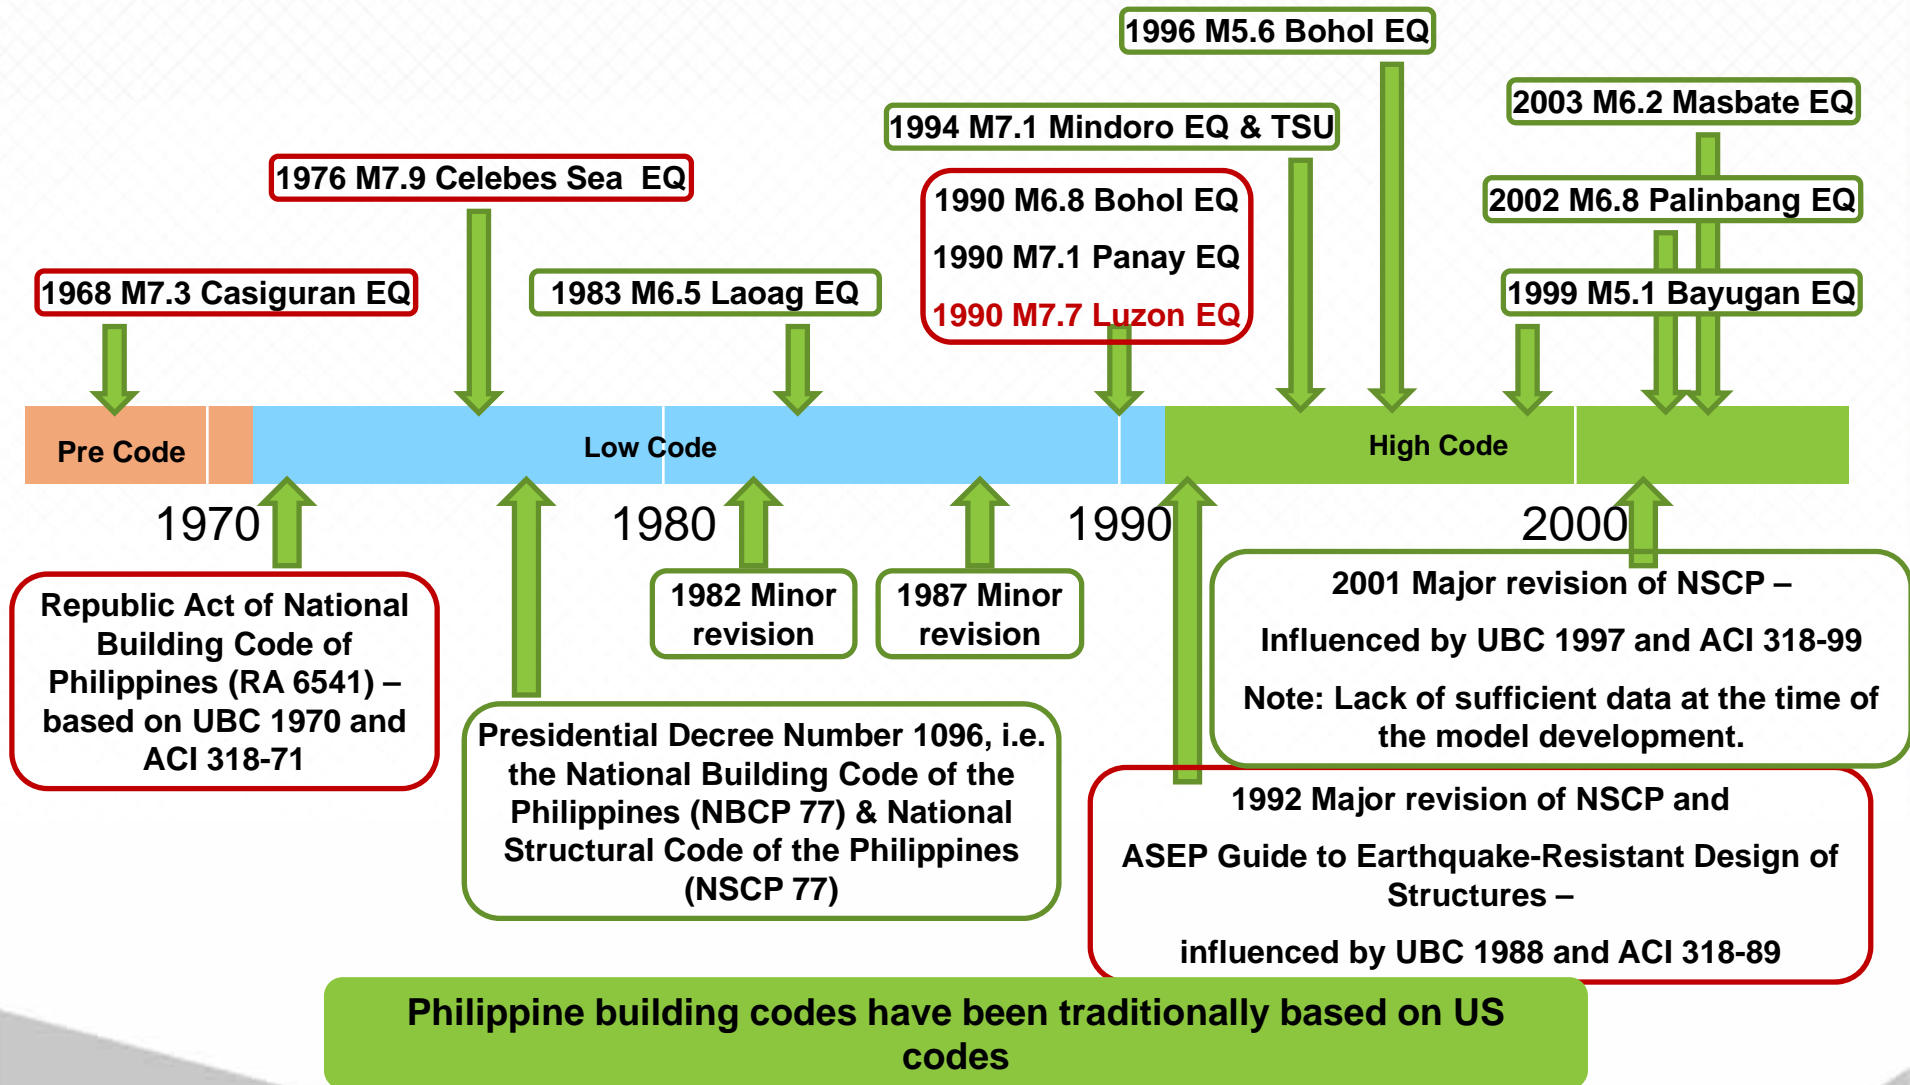 1996 M5.6 Bohol EQ
2003 M6.2 Masbate EQ
1994 M7.1 Mindoro EQ & TSU
1976 M7.9 Celebes Sea EQ
1990 M6.8 Bohol EQ
1990 M7.1 Panay EQ
1990 M7.7 Luzon EQ
2002 M6.8 Palinbang EQ
1968 M7.3 Casiguran EQ
1983 M6.5 Laoag EQ
1999 M5.1 Bayugan EQ
Pre Code
Low Code
High Code
1970
1980
1990
2000
Republic Act of National
Building Code of
Philippines (RA 6541) –
based on UBC 1970 and
ACI 318-71
Presidential Decree Number 1096, i.e.
the National Building Code of the
Philippines (NBCP 77) & National
Structural Code of the Philippines
(NSCP 77)
1982 Minor
revision
1987 Minor
revision
2001 Major revision of NSCP –
Influenced by UBC 1997 and ACI 318-99
Note: Lack of sufficient data at the time of
the model development.
1992 Major revision of NSCP and
ASEP Guide to Earthquake-Resistant Design of
Structures –
influenced by UBC 1988 and ACI 318-89
Philippine building codes have been traditionally based on US
codes